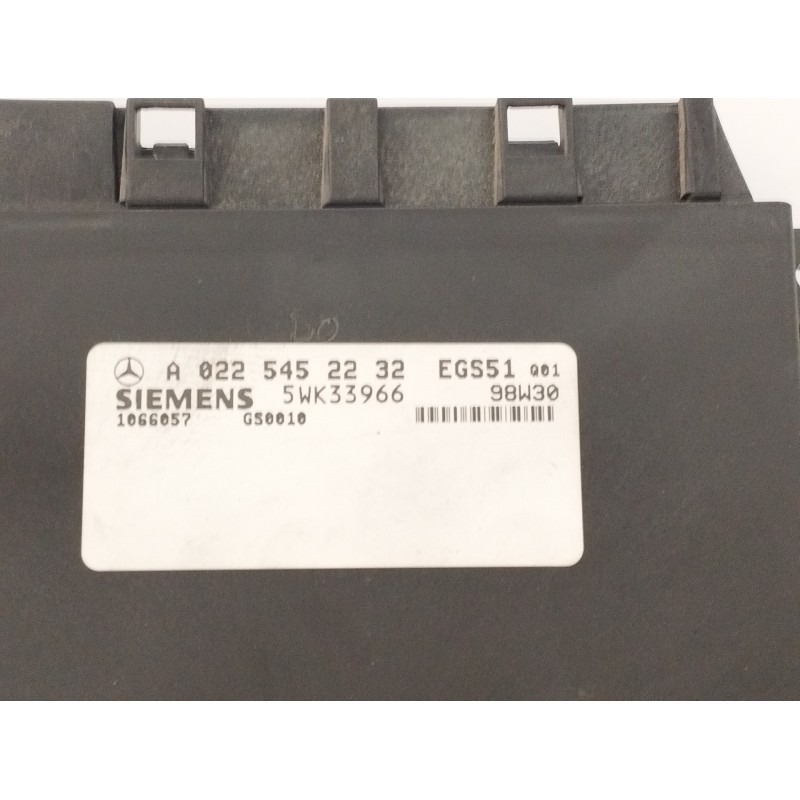 A 022 545 22 32 EGS51 Q01
SIEMENS 5WK33966 98W30
1066057 GS0010